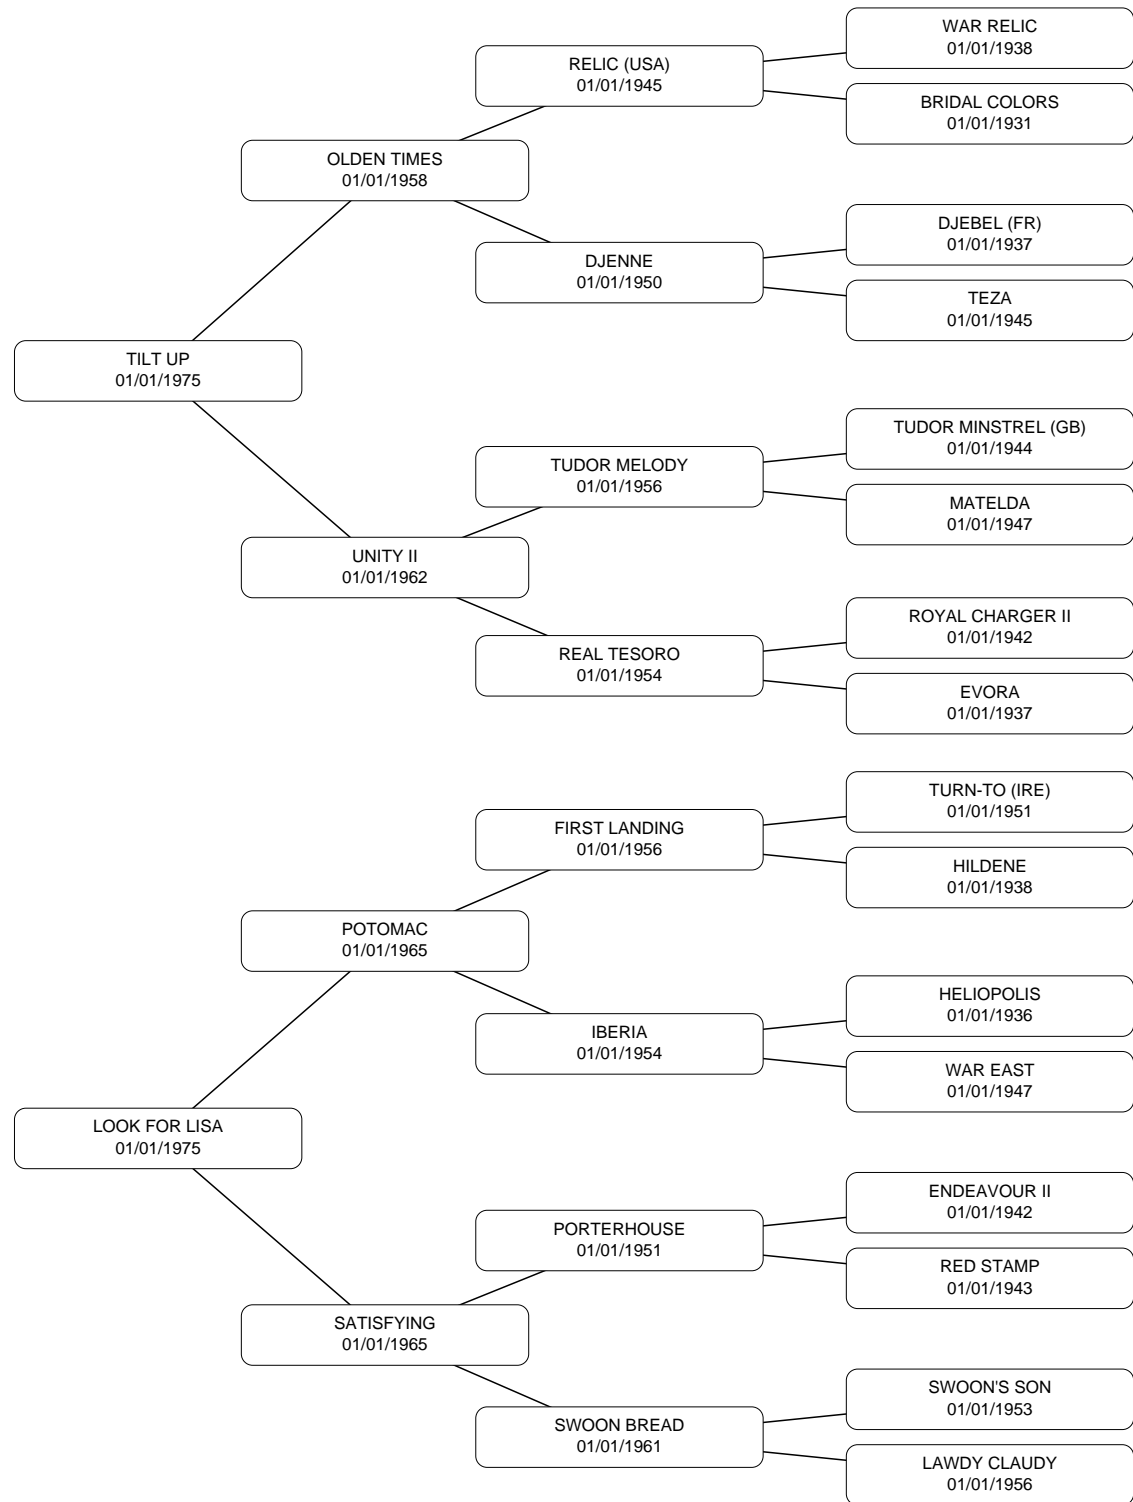 WAR RELIC
01/01/1938
RELIC (USA)
01/01/1945
BRIDAL COLORS
01/01/1931
OLDEN TIMES
01/01/1958
DJEBEL (FR)
01/01/1937
DJENNE
01/01/1950
TEZA
01/01/1945
TILT UP
01/01/1975
TUDOR MINSTREL (GB)
01/01/1944
TUDOR MELODY
01/01/1956
MATELDA
01/01/1947
UNITY II
01/01/1962
ROYAL CHARGER II
01/01/1942
REAL TESORO
01/01/1954
EVORA
01/01/1937
TURN-TO (IRE)
01/01/1951
FIRST LANDING
01/01/1956
HILDENE
01/01/1938
POTOMAC
01/01/1965
HELIOPOLIS
01/01/1936
IBERIA
01/01/1954
WAR EAST
01/01/1947
LOOK FOR LISA
01/01/1975
ENDEAVOUR II
01/01/1942
PORTERHOUSE
01/01/1951
RED STAMP
01/01/1943
SATISFYING
01/01/1965
SWOON'S SON
01/01/1953
SWOON BREAD
01/01/1961
LAWDY CLAUDY
01/01/1956